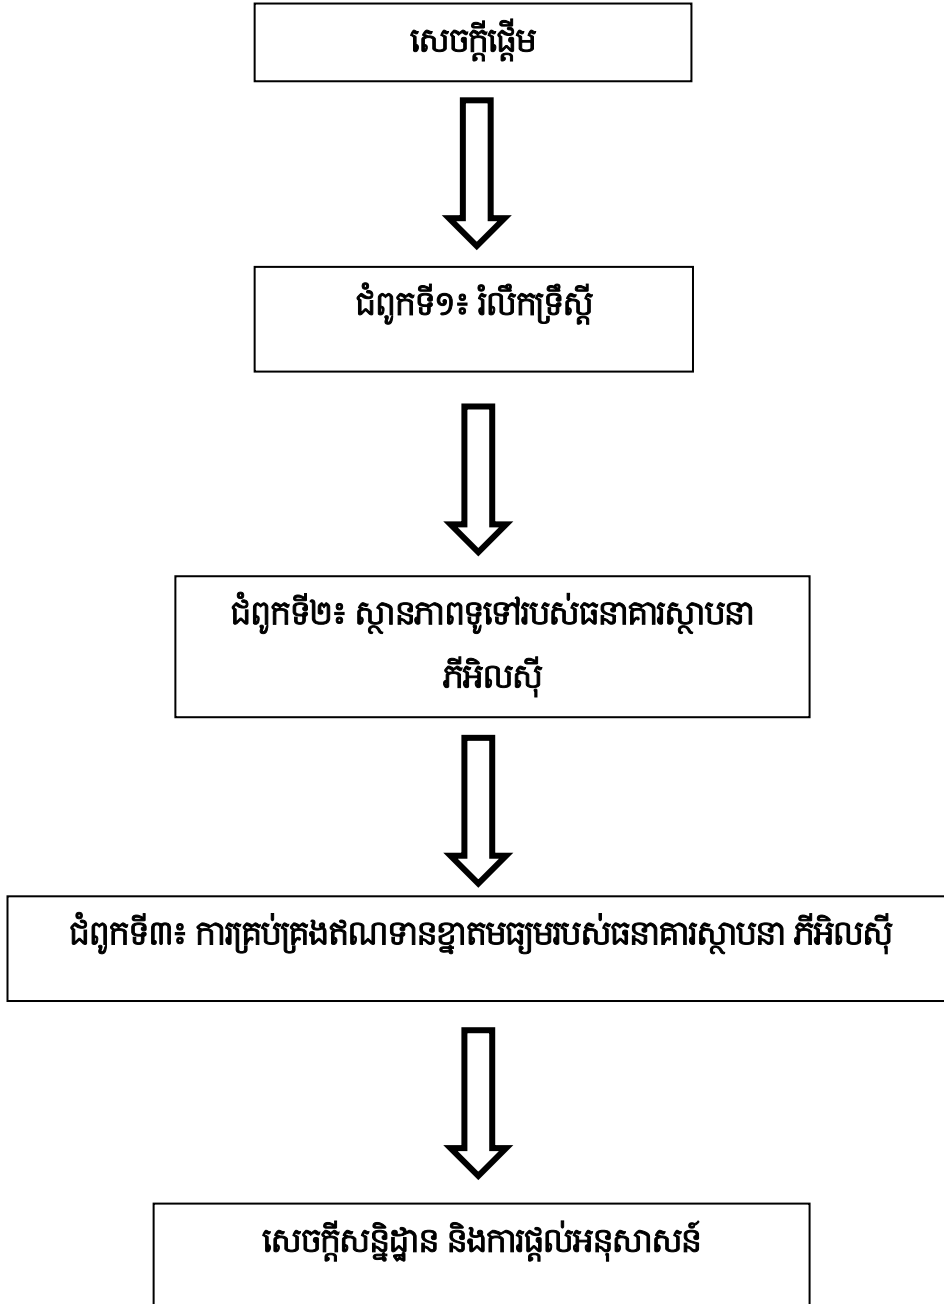 សេចក្តីផ្តើម
ជំពូកទី១៖ រំលឹកទ្រឹស្តី
ជំពូកទី២៖ ស្ថានភាពទូទៅរបស់ធនាគារស្ថាបនា
ភីអិលស៊ី
ជំពូកទី៣៖ ការគ្រប់គ្រងឥណទានខ្នាតមធ្យមរបស់ធនាគារស្ថាបនា ភីអិលស៊ី
សេចក្តីសន្និដ្ឋាន និងការផ្តល់អនុសាសន៍